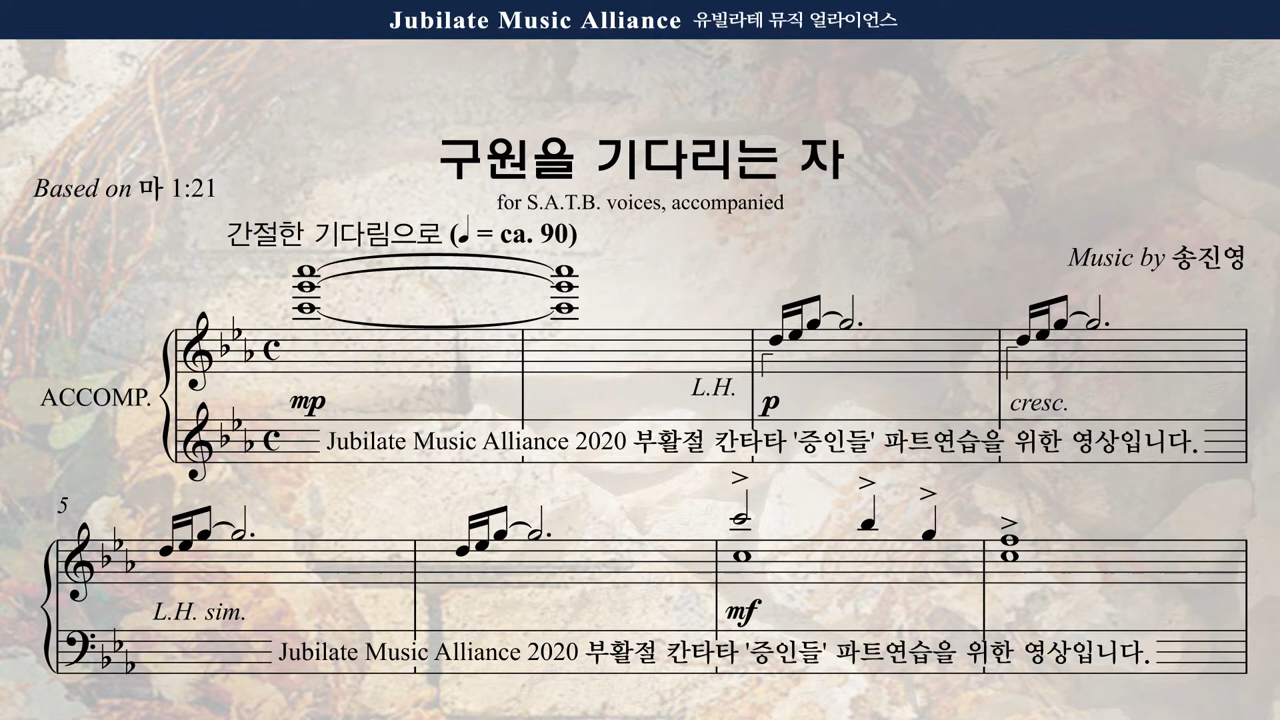 Jubilate Music Alliance 유빌라테 뮤직 얼라이언스
구원을 기다리는 자
Based on 마 1:21
for S.A.T.B. voices, accompanied
간절한 기다림으로 (♩ = ca. 90)
Music by 송진영
ACCOMP.
mp
L.H.
p
cresc.
Jubilate Music Alliance 2020 부활절 칸타타 '증인들' 파트연습을 위한 영상입니다.
5
L.H. sim.
mf
Jubilate Music Alliance 2020 부활절 칸타타 '증인들' 파트연습을 위한 영상입니다.